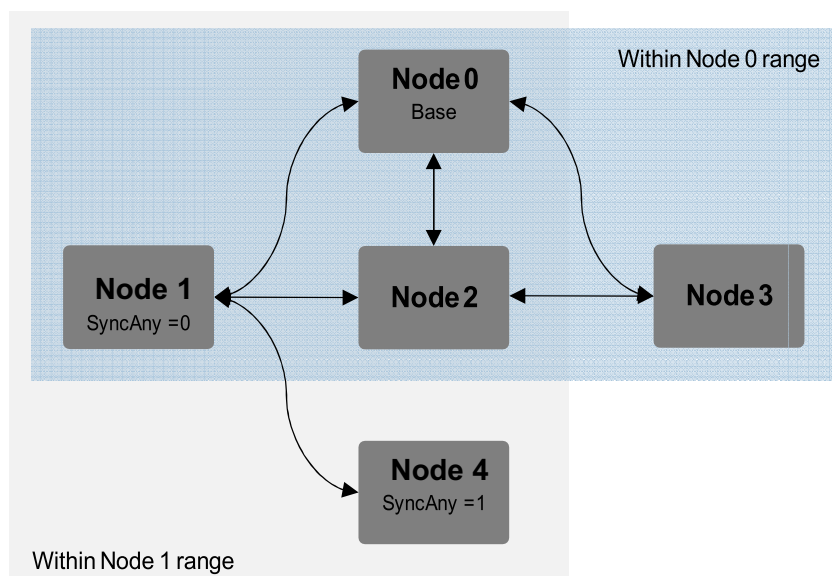 Within Node 0 range
Node 0
Base
Node 1
SyncAny =0
Node 2
Node 3
Node 4
SyncAny =1
Within Node 1 range